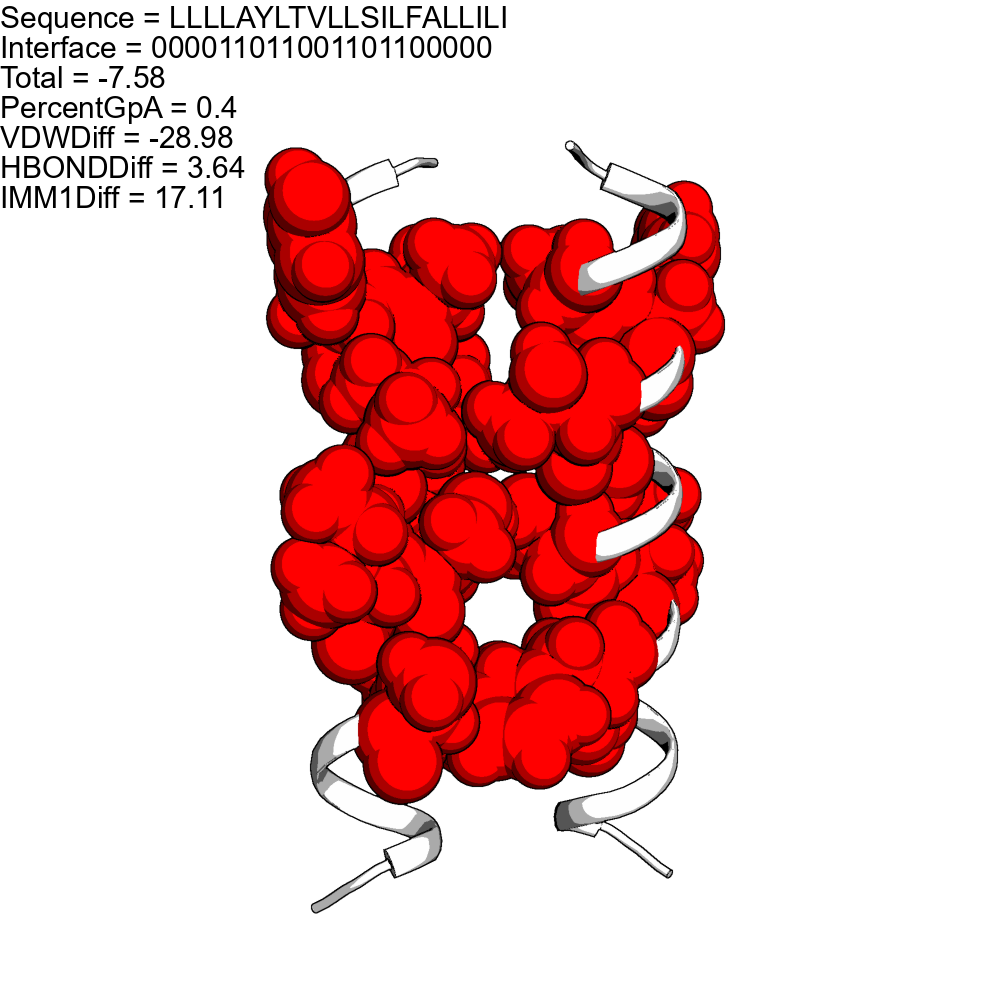 Sequence = LLLLAYLTVLLSILFALLILI
Interface = 000011011001101100000
Total = -7.58
PercentGpA = 0.4
VDWDiff = -28.98
HBONDDiff = 3.64
IMM1Diff = 17.11